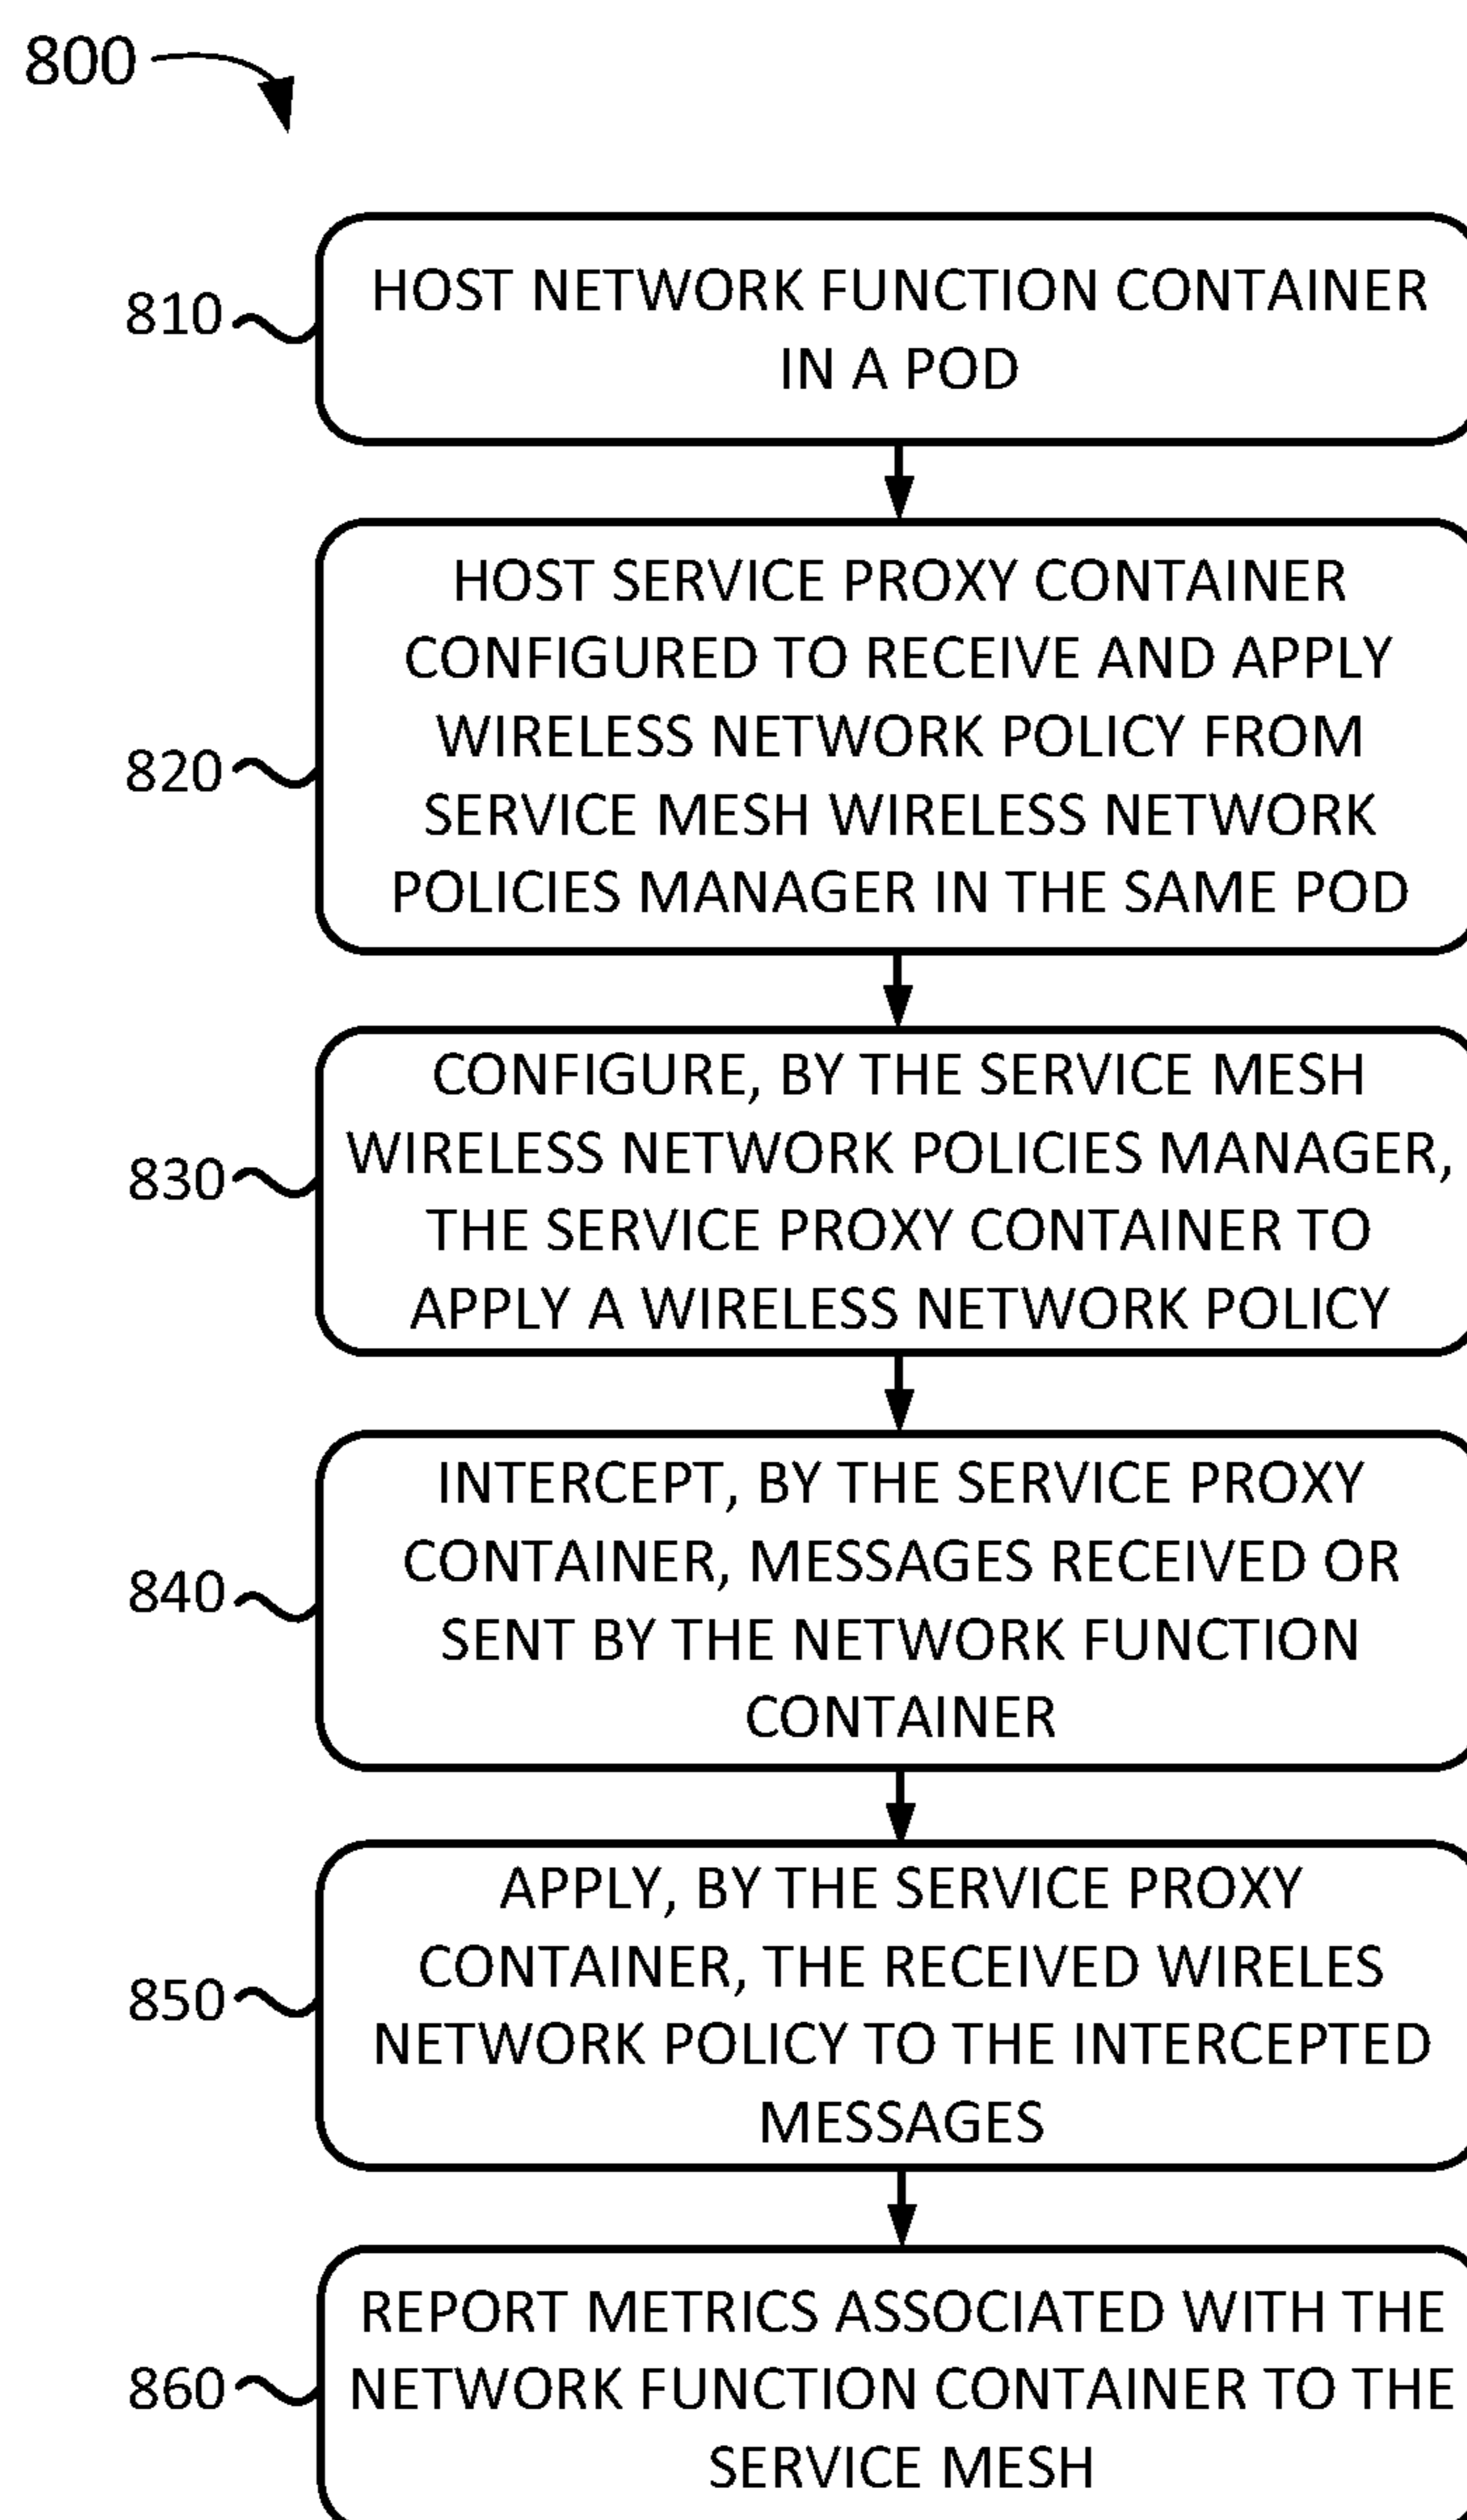 800
810
HOST NETWORK FUNCTION CONTAINER
IN A POD
820
HOST SERVICE PROXY CONTAINER
CONFIGURED TO RECEIVE AND APPLY
WIRELESS NETWORK POLICY FROM
SERVICE MESH WIRELESS NETWORK
POLICIES MANAGER IN THE SAME POD
830
CONFIGURE, BY THE SERVICE MESH
WIRELESS NETWORK POLICIES MANAGER,
THE SERVICE PROXY CONTAINER TO
APPLY A WIRELESS NETWORK POLICY
840
INTERCEPT, BY THE SERVICE PROXY
CONTAINER, MESSAGES RECEIVED OR
SENT BY THE NETWORK FUNCTION
CONTAINER
850
APPLY, BY THE SERVICE PROXY
CONTAINER, THE RECEIVED WIRELES
NETWORK POLICY TO THE INTERCEPTED
MESSAGES
860
REPORT METRICS ASSOCIATED WITH THE
NETWORK FUNCTION CONTAINER TO THE
SERVICE MESH